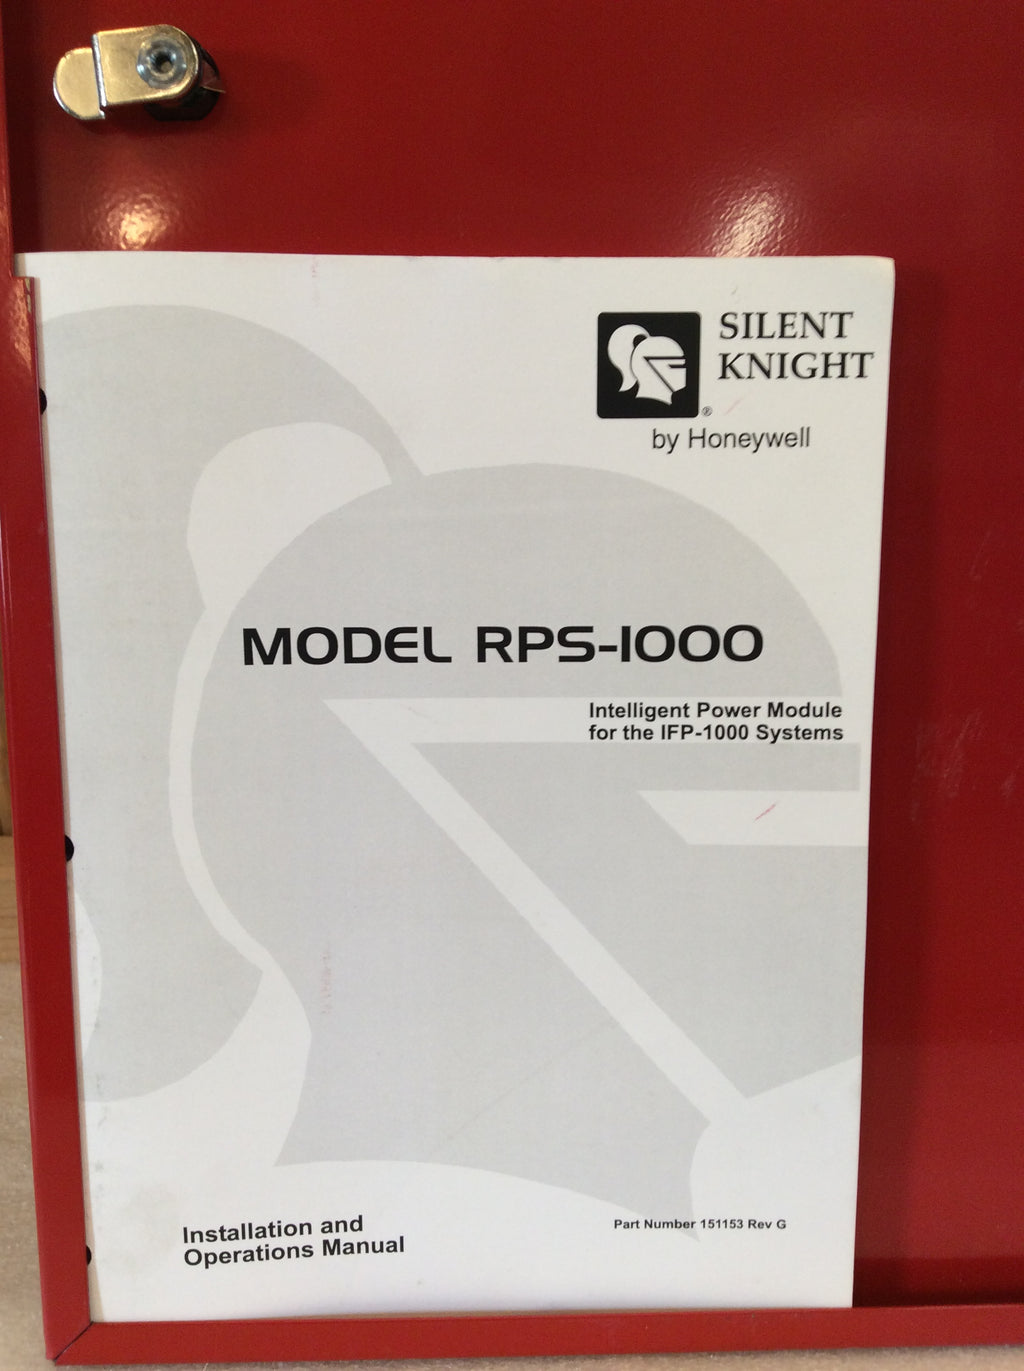 SILENT
KNIGHT
®
by Honeywell
MODEL RPS-1000
Intelligent Power Module
for the IFP-1000 Systems
Installation and
Operations Manual
Part Number 151153 Rev G